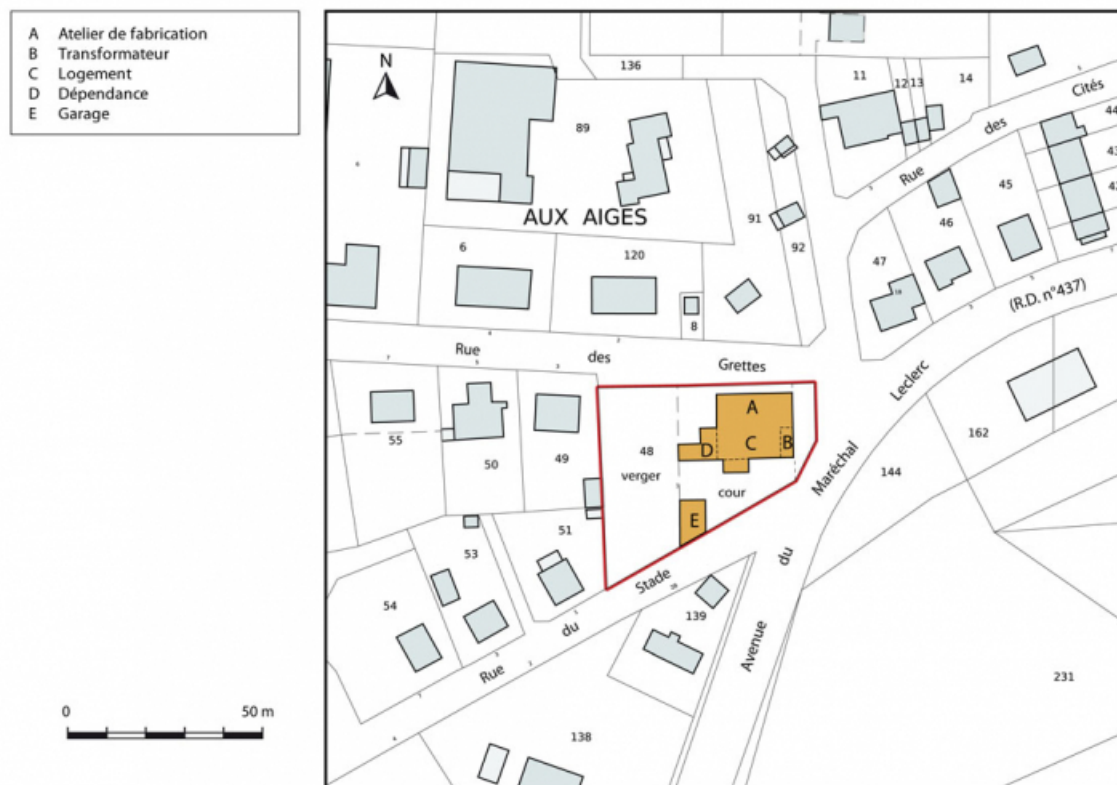 A Atelier de fabrication
B Transformateur
C Logement
D Dépendance
E Garage
0 50 m
N
136
11
12
13
14
Rue des Cités
44
89
45
91
92
46
AUX AIGES
6
120
47
8
(R.D. n°437)
Rue des Grettes
Avenue du Maréchal Leclerc
55
50
49
48
verger
A
B
C
D
cour
E
162
144
51
53
54
Rue du Stade
139
231
138